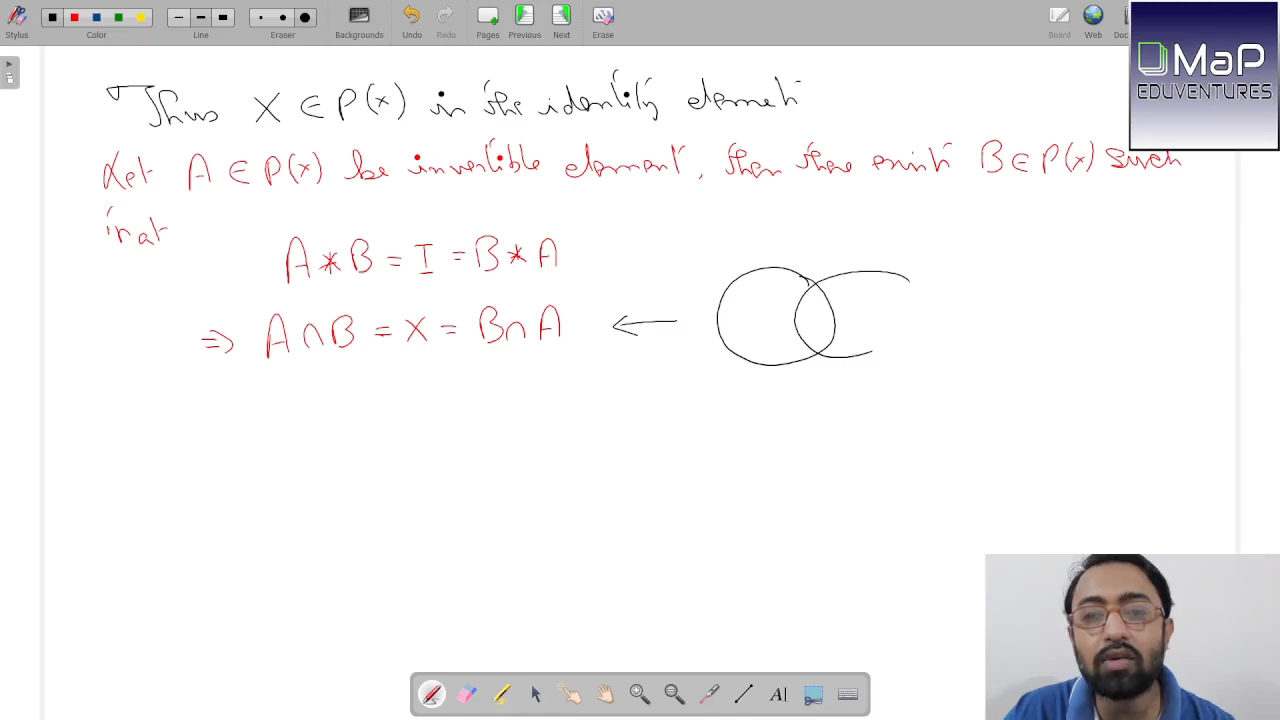 Stylus Color Line Eraser Backgrounds Undo Redo Pages Previous Next Erase Board Web
MaP
EDUVENTURES
Thus X ∈ P(x) is the identity element
Let A ∈ P(x) be invertible element, then there exist B ∈ P(x) such
that
A * B = I = B * A
⇒ A ∩ B = X = B ∩ A ←